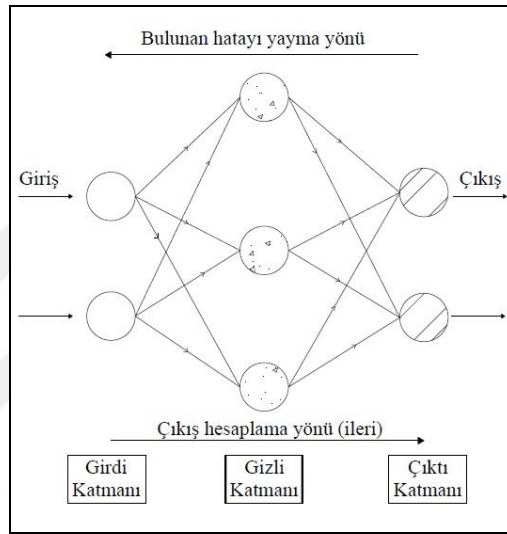 Bulunan hatayı yayma yönü
Giriş
Çıkış
Çıkış hesaplama yönü (ileri)
Girdi
Katmanı
Gizli
Katmanı
Çıktı
Katmanı